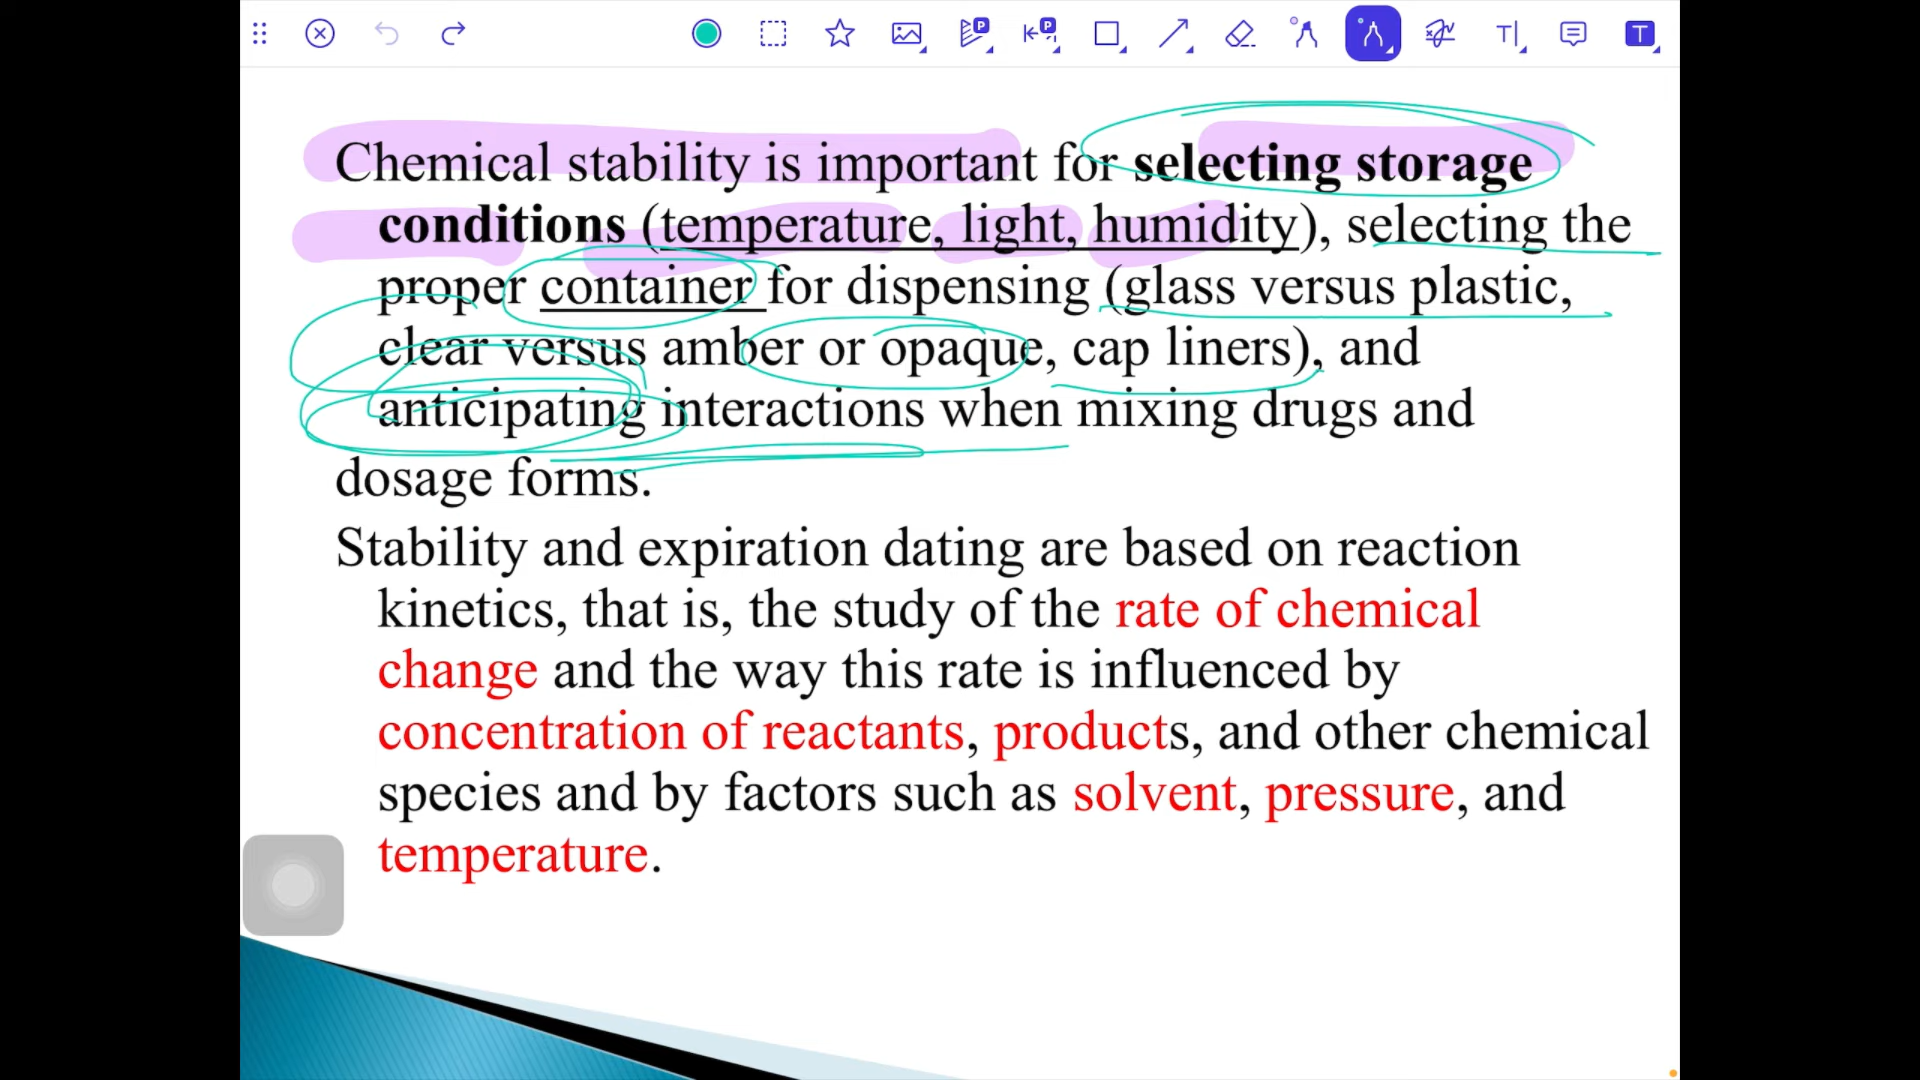 Chemical stability is important for selecting storage
conditions (temperature, light, humidity), selecting the
proper container for dispensing (glass versus plastic,
clear versus amber or opaque, cap liners), and
anticipating interactions when mixing drugs and
dosage forms.
Stability and expiration dating are based on reaction
kinetics, that is, the study of the rate of chemical
change and the way this rate is influenced by
concentration of reactants, products, and other chemical
species and by factors such as solvent, pressure, and
temperature.